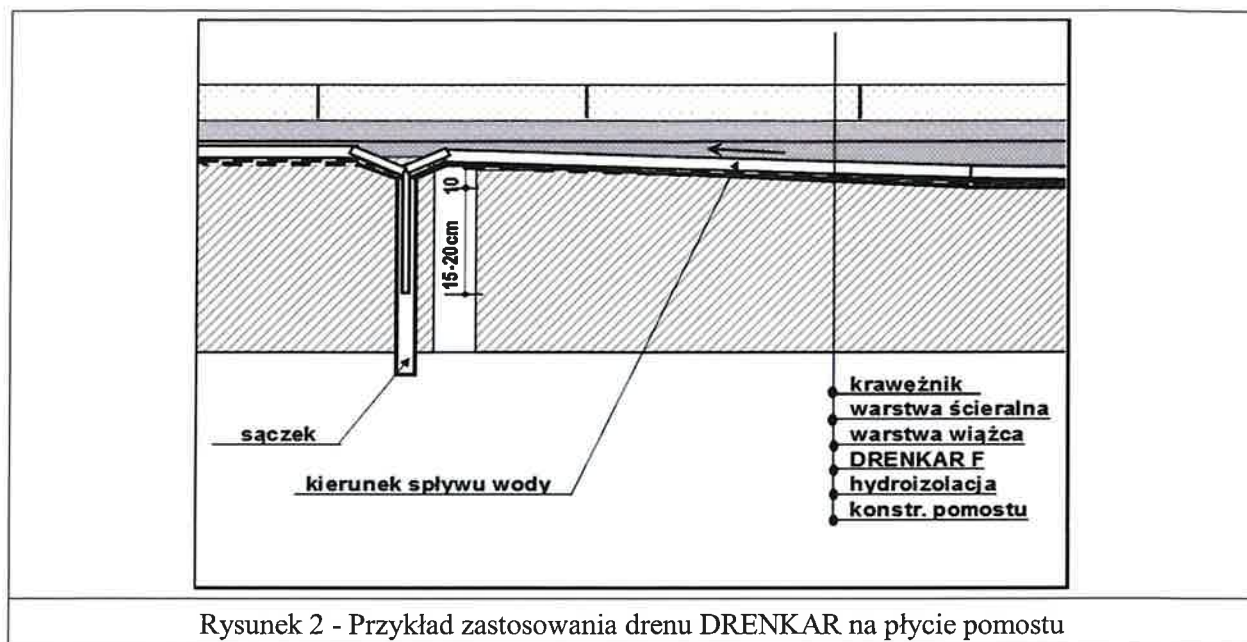 10
15-20cm
sączek
kierunek spływu wody
krawężnik
warstwa ścieralna
warstwa wiążca
DRENKAR F
hydroizolacja
konstr. pomostu
Rysunek 2 - Przykład zastosowania drenu DRENKAR na płycie pomostu